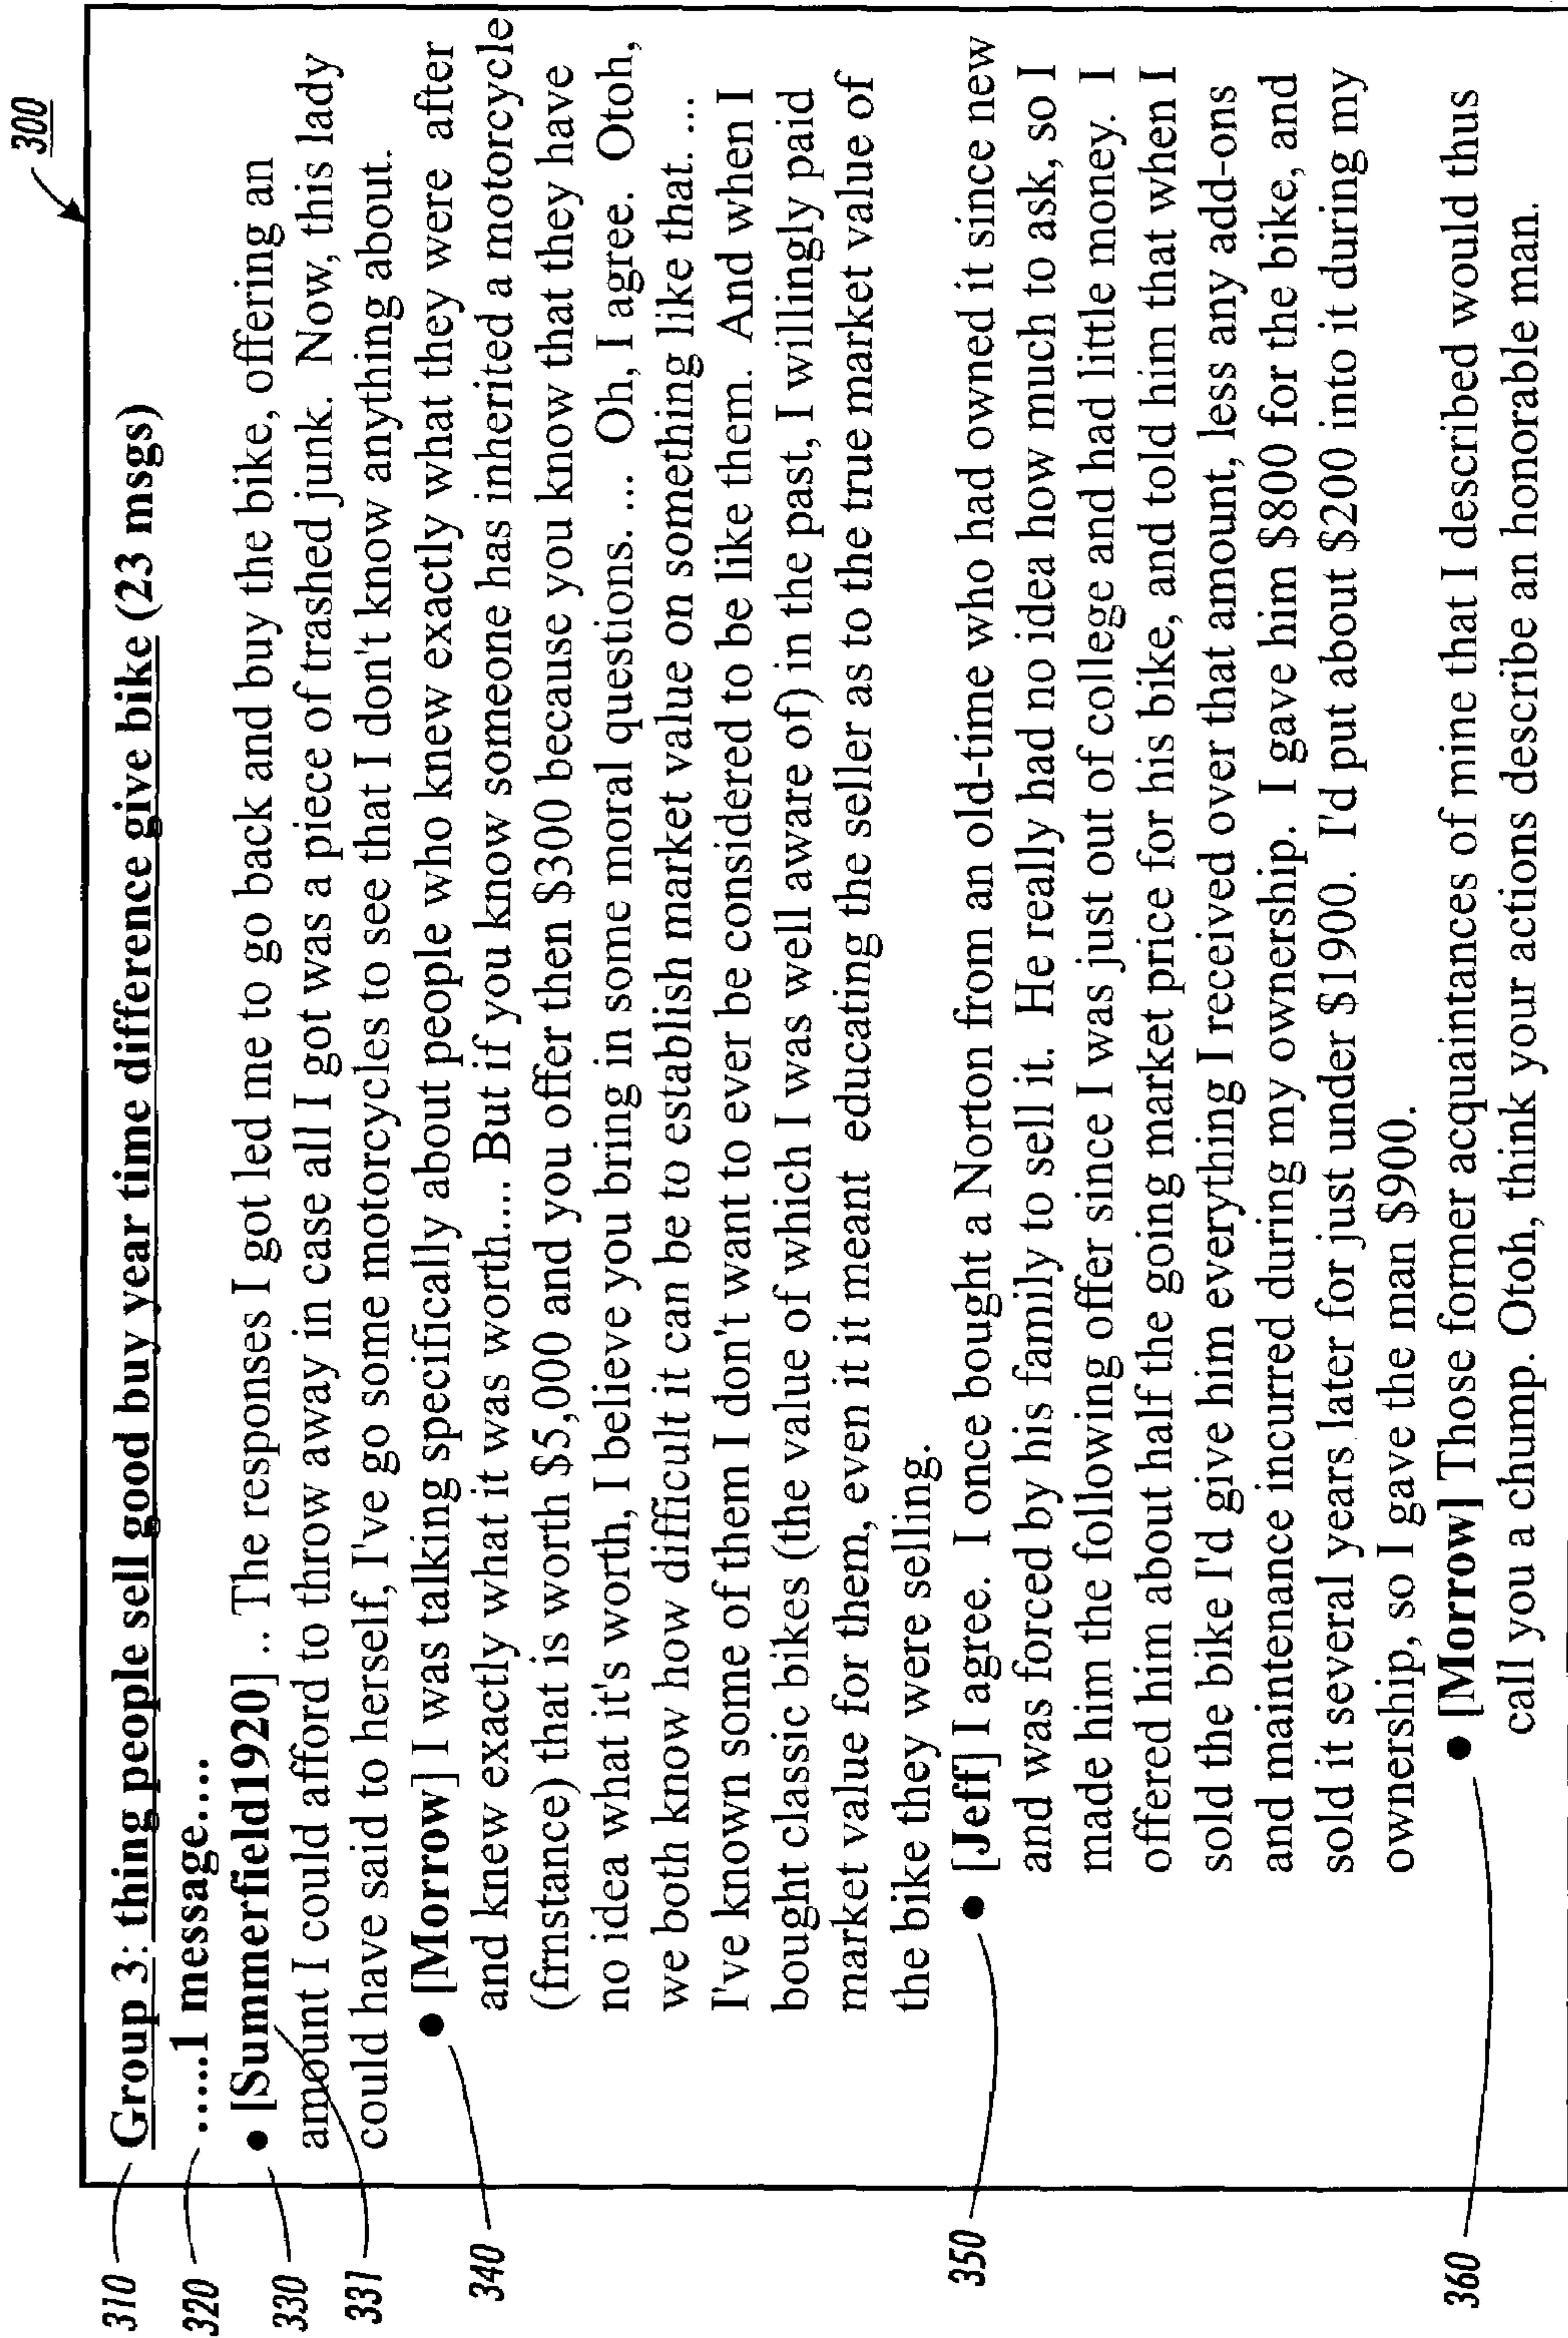 300
310 Group 3: thing people sell good buy year time difference give bike (23 msgs)
320 .....1 message....
330 • [Summerfield1920] .. The responses I got led me to go back and buy the bike, offering an
331 amount I could afford to throw away in case all I got was a piece of trashed junk. Now, this lady
could have said to herself, I've go some motorcycles to see that I don't know anything about.
340 • [Morrow] I was talking specifically about people who knew exactly what they were after
and knew exactly what it was worth.... But if you know someone has inherited a motorcycle
(frnstance) that is worth $5,000 and you offer then $300 because you know that they have
no idea what it's worth, I believe you bring in some moral questions. ... Oh, I agree. Otoh,
we both know how difficult it can be to establish market value on something like that. ...
I've known some of them I don't want to ever be considered to be like them. And when I
bought classic bikes (the value of which I was well aware of) in the past, I willingly paid
market value for them, even it it meant educating the seller as to the true market value of
the bike they were selling.
350 • [Jeff] I agree. I once bought a Norton from an old-time who had owned it since new
and was forced by his family to sell it. He really had no idea how much to ask, so I
made him the following offer since I was just out of college and had little money. I
offered him about half the going market price for his bike, and told him that when I
sold the bike I'd give him everything I received over that amount, less any add-ons
and maintenance incurred during my ownership. I gave him $800 for the bike, and
sold it several years later for just under $1900. I'd put about $200 into it during my
ownership, so I gave the man $900.
360 • [Morrow] Those former acquaintances of mine that I described would thus
call you a chump. Otoh, think your actions describe an honorable man.